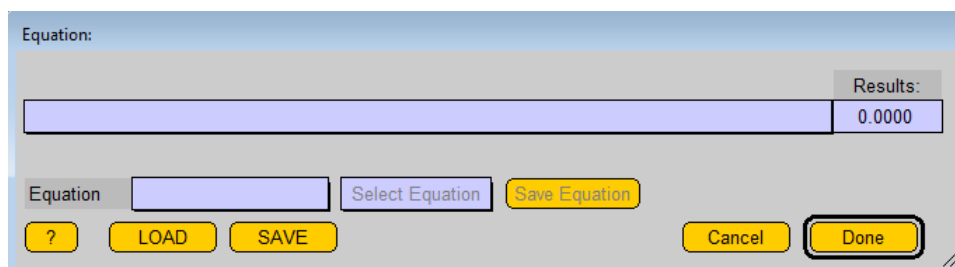 Equation:
Results:
0.0000
Equation Select Equation Save Equation
? LOAD SAVE Cancel Done